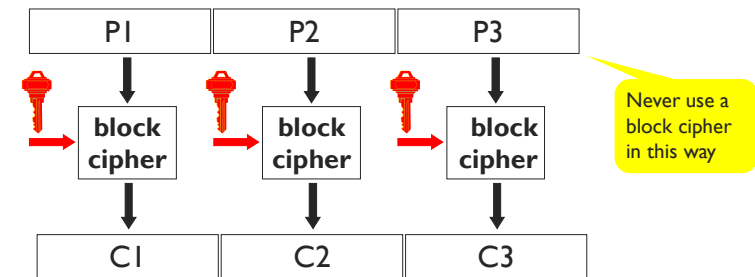 P1 P2 P3
block cipher block cipher block cipher
Never use a
block cipher
in this way
C1 C2 C3